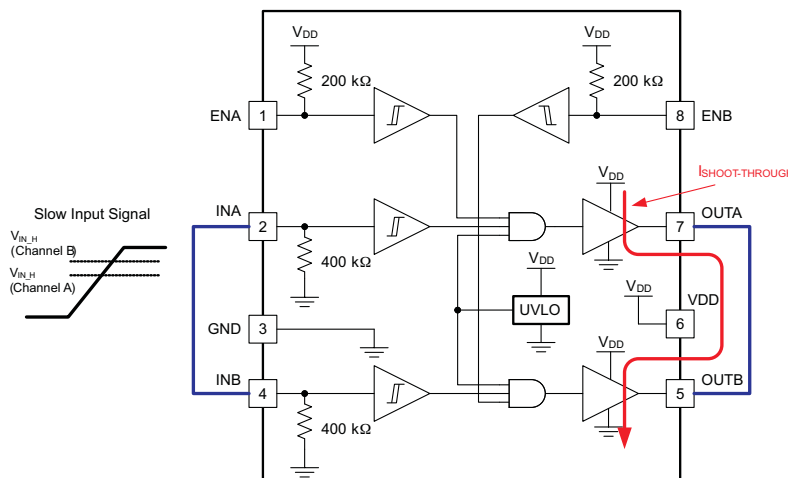 VDD
VDD
200 kΩ
200 kΩ
ENA
1
8
ENB
ISHOOT-THROUGH
VDD
Slow Input Signal
INA
2
7
OUTA
VIN_H
(Channel B)
VIN_H
(Channel A)
400 kΩ
VDD
VDD
VDD
GND
3
UVLO
6
VDD
INB
4
5
OUTB
400 kΩ